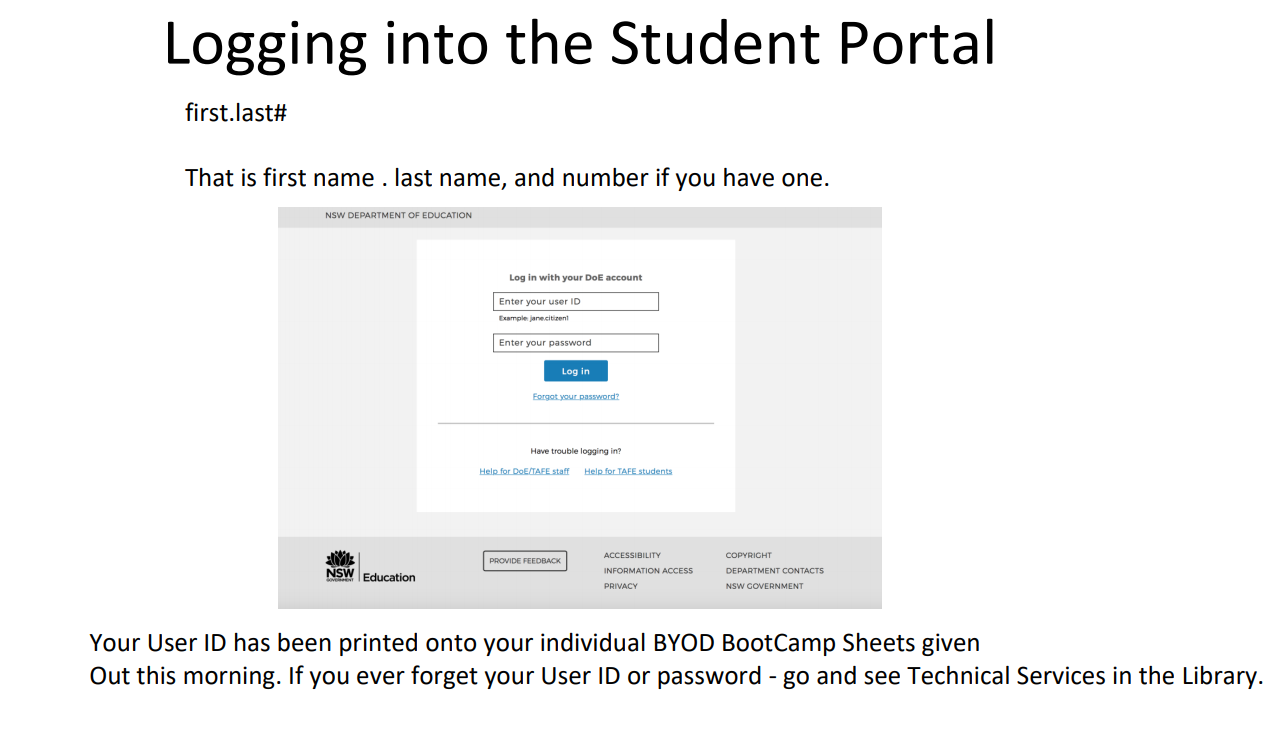 Logging into the Student Portal
first.last#
That is first name . last name, and number if you have one.
NSW DEPARTMENT OF EDUCATION
Log in with your DoE account
Enter your user ID
Example: jane.citizen1
Enter your password
Log in
Forgot your password?
Have trouble logging in?
Help for DoE/TAFE staff Help for TAFE students
NSW
GOVERNMENT
Education
PROVIDE FEEDBACK
ACCESSIBILITY
INFORMATION ACCESS
PRIVACY
COPYRIGHT
DEPARTMENT CONTACTS
NSW GOVERNMENT
Your User ID has been printed onto your individual BYOD BootCamp Sheets given
Out this morning. If you ever forget your User ID or password - go and see Technical Services in the Library.